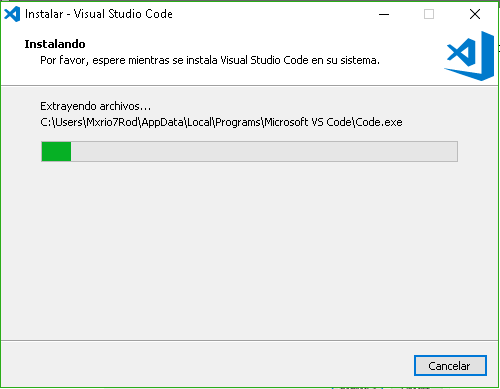 Instalar - Visual Studio Code
Instalando
Por favor, espere mientras se instala Visual Studio Code en su sistema.
Extrayendo archivos...
C:\Users\Mxrio7Rod\AppData\Local\Programs\Microsoft VS Code\Code.exe
Cancelar